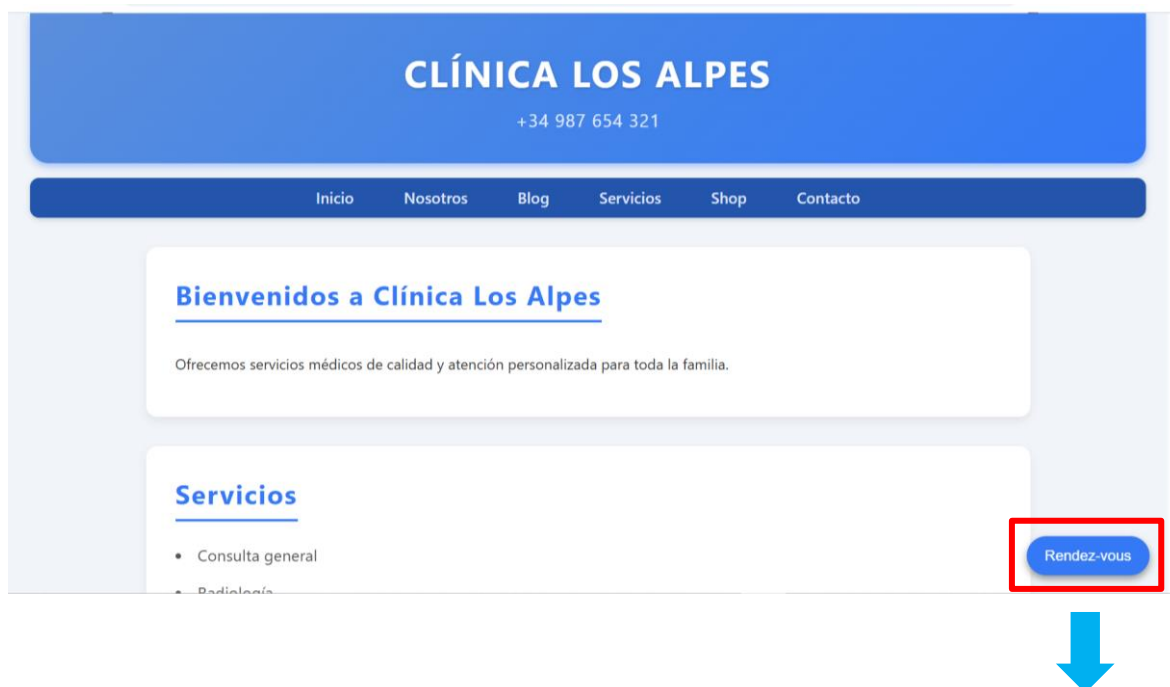 CLÍNICA LOS ALPES
+34 987 654 321
Inicio Nosotros Blog Servicios Shop Contacto
Bienvenidos a Clínica Los Alpes
Ofrecemos servicios médicos de calidad y atención personalizada para toda la familia.
Servicios
• Consulta general
Rendez-vous
• Radiología